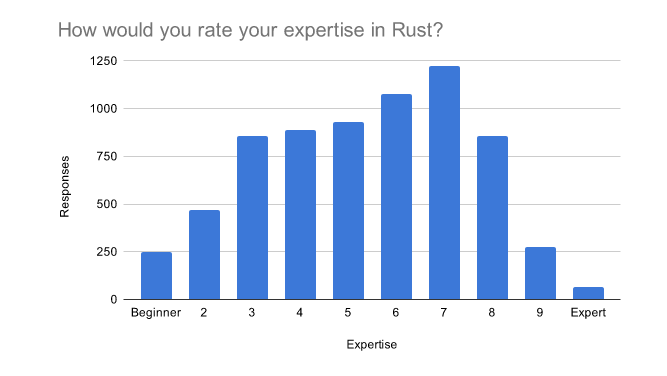 How would you rate your expertise in Rust?
1250
1000
750
500
250
0
Responses
Beginner 2 3 4 5 6 7 8 9 Expert
Expertise